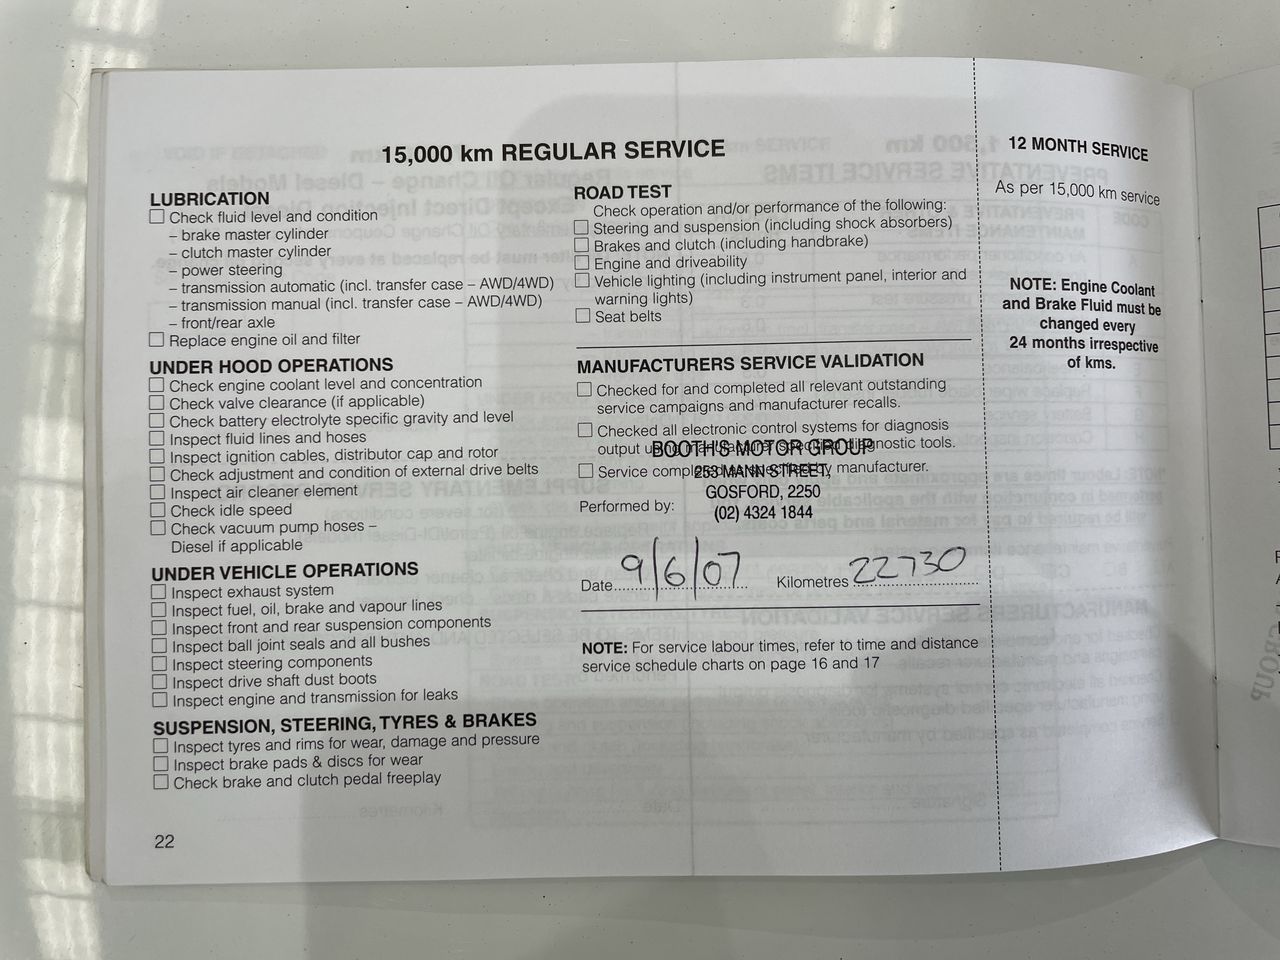 15,000 km REGULAR SERVICE
LUBRICATION
Check fluid level and condition
– brake master cylinder
– clutch master cylinder
– power steering
– transmission automatic (incl. transfer case – AWD/4WD)
– transmission manual (incl. transfer case – AWD/4WD)
– front/rear axle
Replace engine oil and filter
UNDER HOOD OPERATIONS
Check engine coolant level and concentration
Check valve clearance (if applicable)
Check battery electrolyte specific gravity and level
Inspect fluid lines and hoses
Inspect ignition cables, distributor cap and rotor
Check adjustment and condition of external drive belts
Inspect air cleaner element
Check idle speed
Check vacuum pump hoses –
Diesel if applicable
UNDER VEHICLE OPERATIONS
Inspect exhaust system
Inspect fuel, oil, brake and vapour lines
Inspect front and rear suspension components
Inspect ball joint seals and all bushes
Inspect steering components
Inspect drive shaft dust boots
Inspect engine and transmission for leaks
SUSPENSION, STEERING, TYRES & BRAKES
Inspect tyres and rims for wear, damage and pressure
Inspect brake pads & discs for wear
Check brake and clutch pedal freeplay
22
ROAD TEST
Check operation and/or performance of the following:
Steering and suspension (including shock absorbers)
Brakes and clutch (including handbrake)
Engine and driveability
Vehicle lighting (including instrument panel, interior and
warning lights)
Seat belts
MANUFACTURERS SERVICE VALIDATION
Checked for and completed all relevant outstanding
service campaigns and manufacturer recalls.
Checked all electronic control systems for diagnosis
output using manufacturer specified diagnostic tools.
BOOTH'S MOTOR GROUP
Service completed as specified by manufacturer.
253 MANN STREET,
GOSFORD, 2250
Performed by:
(02) 4324 1844
Date 9/6/07 Kilometres 22730
NOTE: For service labour times, refer to time and distance
service schedule charts on page 16 and 17
12 MONTH SERVICE
As per 15,000 km service
NOTE: Engine Coolant
and Brake Fluid must be
changed every
24 months irrespective
of kms.